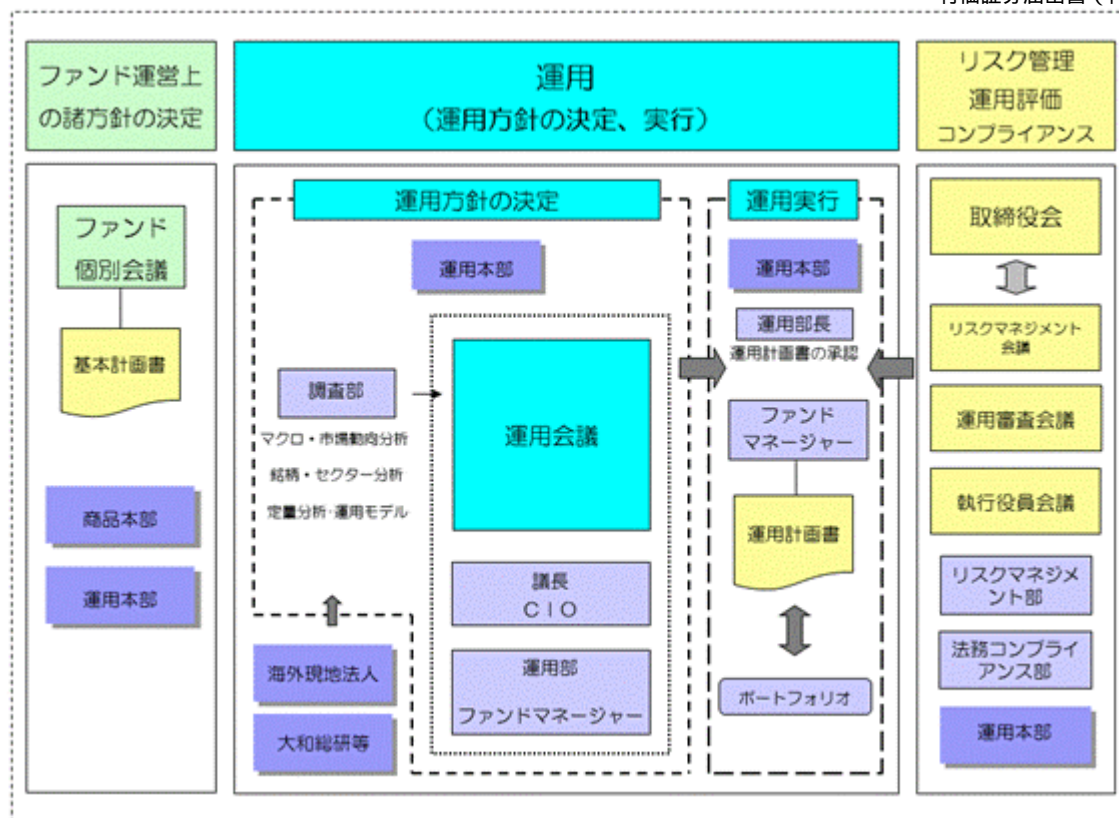 ファンド運営上
の諸方針の決定
運用
（運用方針の決定、実行）
リスク管理
運用評価
コンプライアンス
ファンド
個別会議
基本計画書
商品本部
運用本部
運用方針の決定
運用本部
調査部
マクロ・市場動向分析
銘柄・セクター分析
定量分析・運用モデル
海外現地法人
大和総研等
運用会議
議長
ＣＩＯ
運用部
ファンドマネージャー
運用実行
運用本部
運用部長
運用計画書の承認
ファンド
マネージャー
運用計画書
ポートフォリオ
取締役会
リスクマネジメント
会議
運用審査会議
執行役員会議
リスクマネジメ
ント部
法務コンプライ
アンス部
運用本部